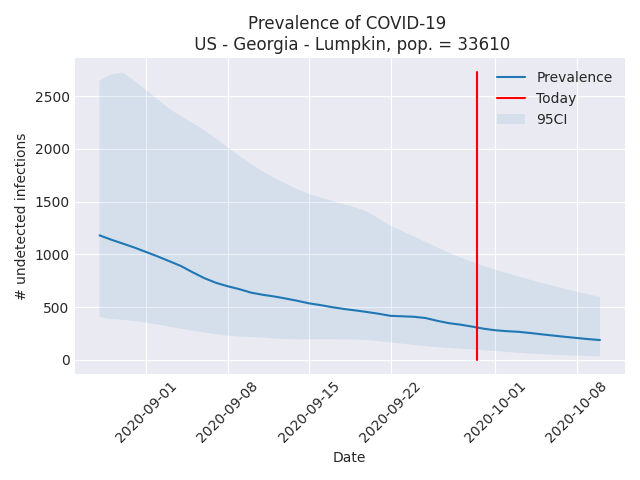 Prevalence of COVID-19
US - Georgia - Lumpkin, pop. = 33610
Prevalence
Today
95CI
# undetected infections
2500
2000
1500
1000
500
0
2020-09-01
2020-09-08
2020-09-15
2020-09-22
2020-10-01
2020-10-08
Date